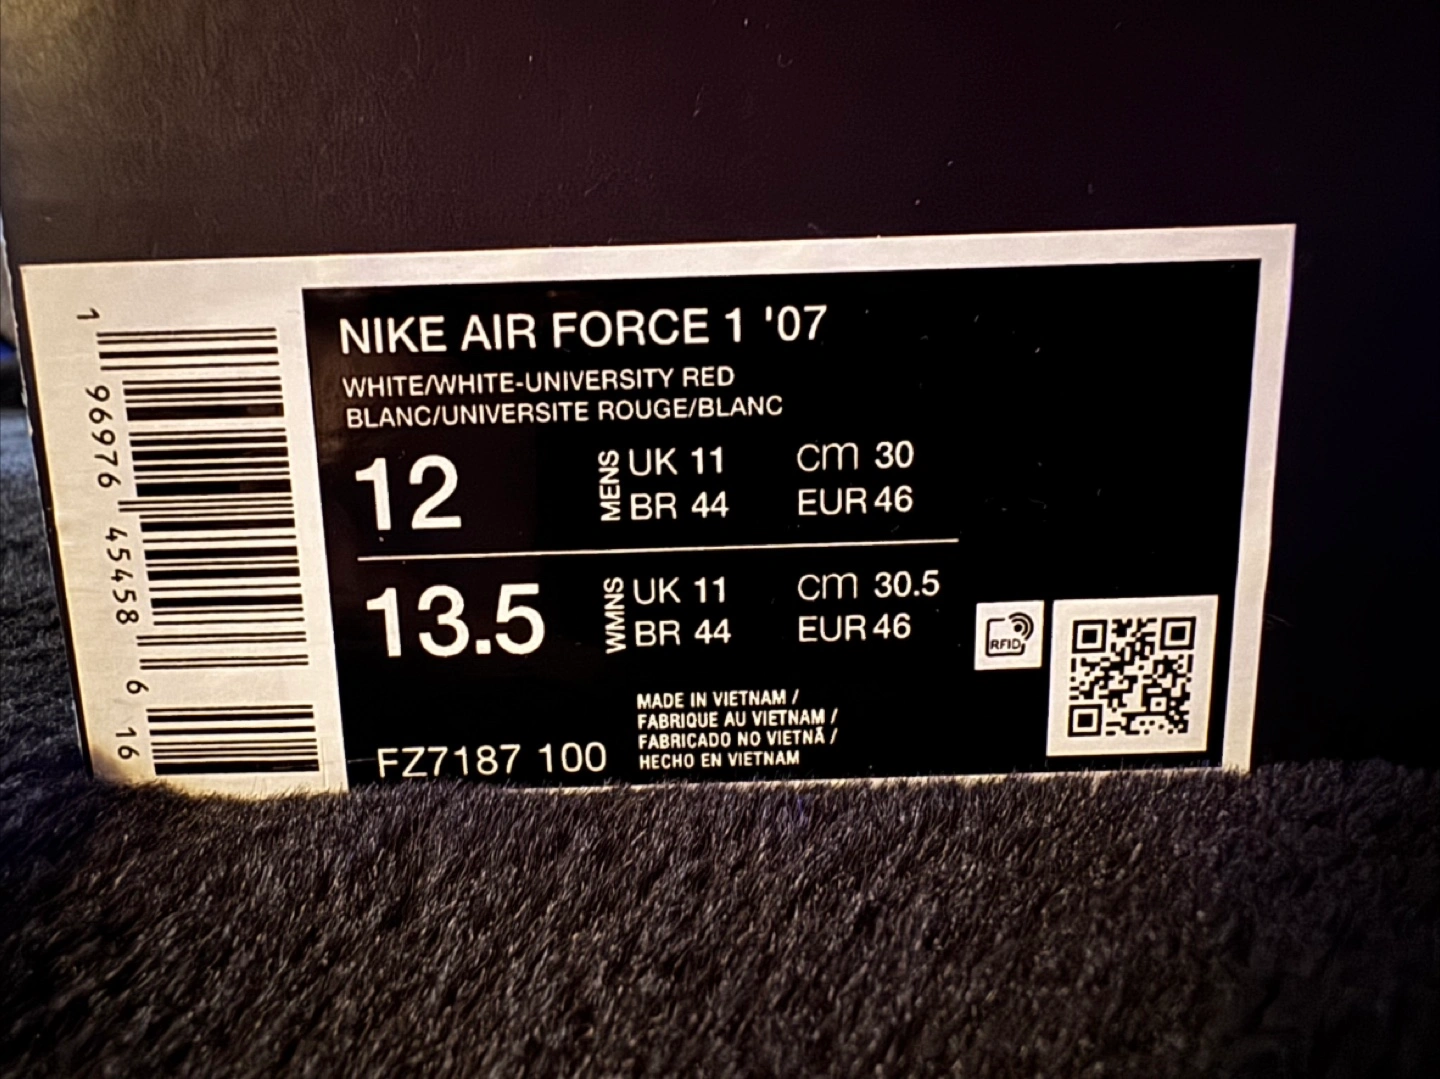 NIKE AIR FORCE 1 '07
WHITE/WHITE-UNIVERSITY RED
BLANC/UNIVERSITE ROUGE/BLANC
12 MENS UK 11 cm 30
BR 44 EUR 46
13.5 WMNS UK 11 cm 30.5
BR 44 EUR 46
RFID
MADE IN VIETNAM /
FABRIQUE AU VIETNAM /
FABRICADO NO VIETNÃ /
HECHO EN VIETNAM
FZ7187 100
1 96976 45458 6 16